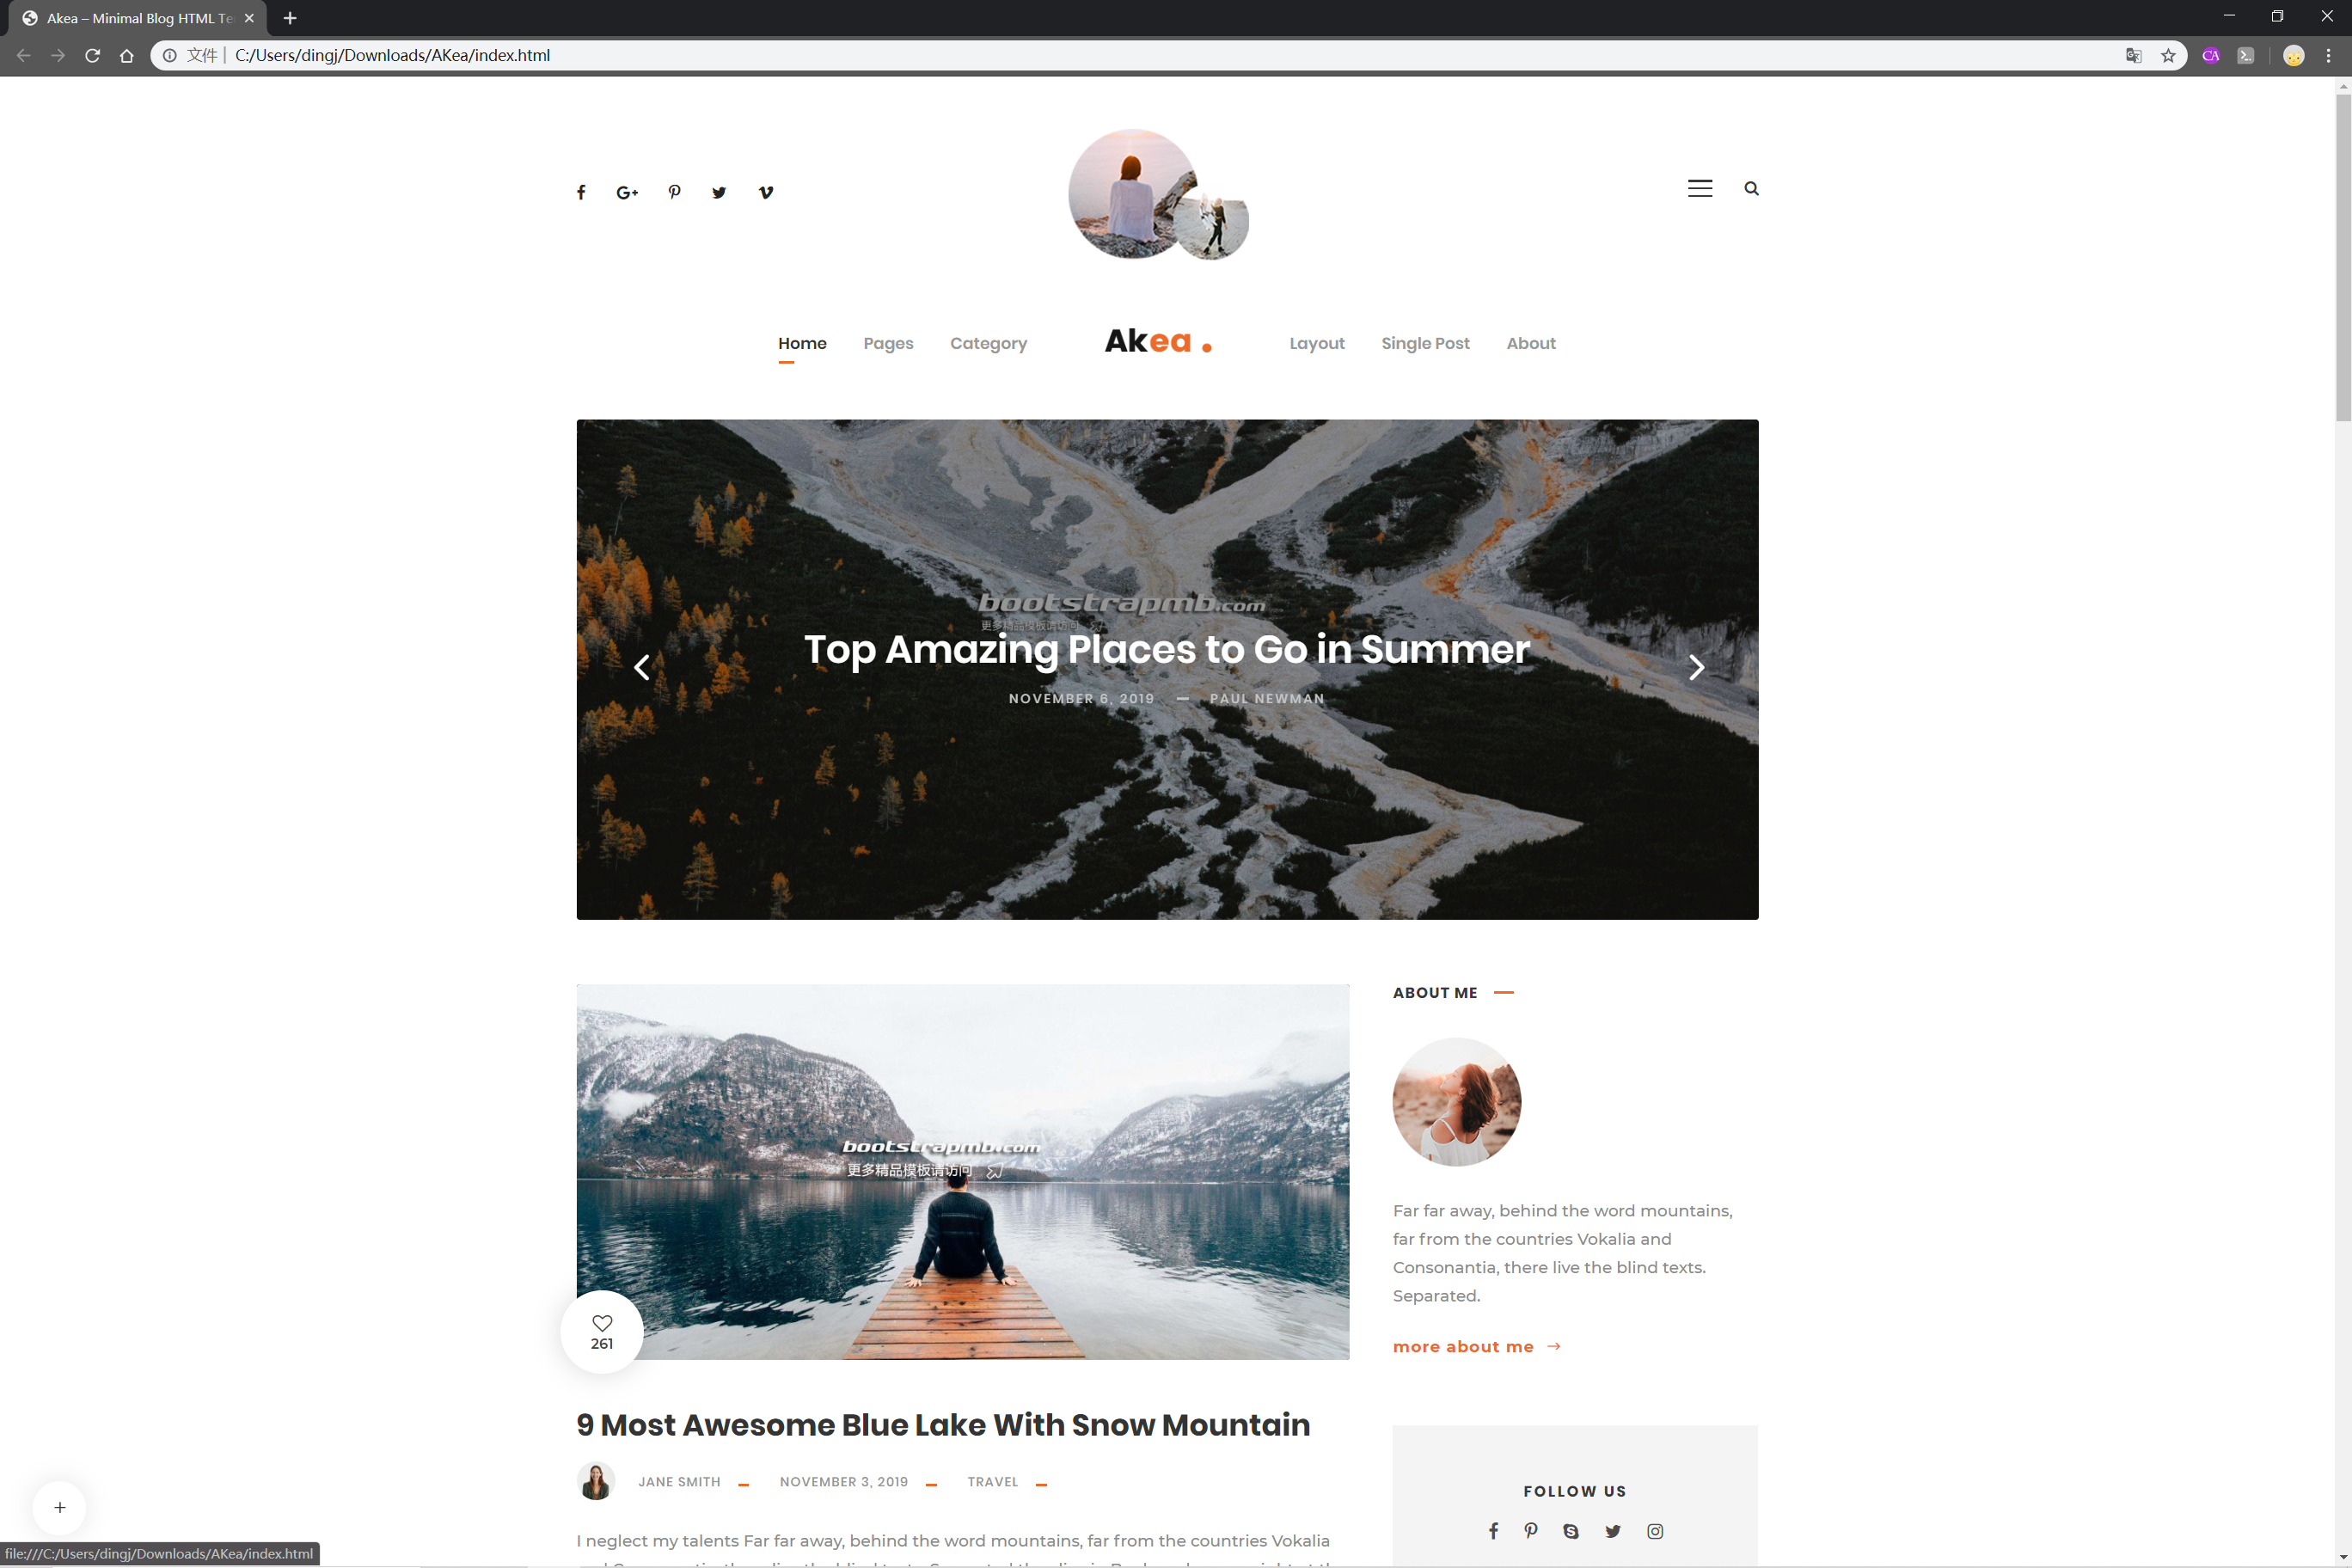 Akea – Minimal Blog HTML Te
文件 | C:/Users/dingj/Downloads/AKea/index.html
CA
Home Pages Category Akea . Layout Single Post About
bootstrapmb.com
更多精品模板请访问
Top Amazing Places to Go in Summer
NOVEMBER 6, 2019 — PAUL NEWMAN
ABOUT ME
bootstrapmb.com
更多精品模板请访问
Far far away, behind the word mountains,
far from the countries Vokalia and
Consonantia, there live the blind texts.
Separated.
261
more about me →
9 Most Awesome Blue Lake With Snow Mountain
JANE SMITH NOVEMBER 3, 2019 TRAVEL
FOLLOW US
I neglect my talents Far far away, behind the word mountains, far from the countries Vokalia
file:///C:/Users/dingj/Downloads/AKea/index.html